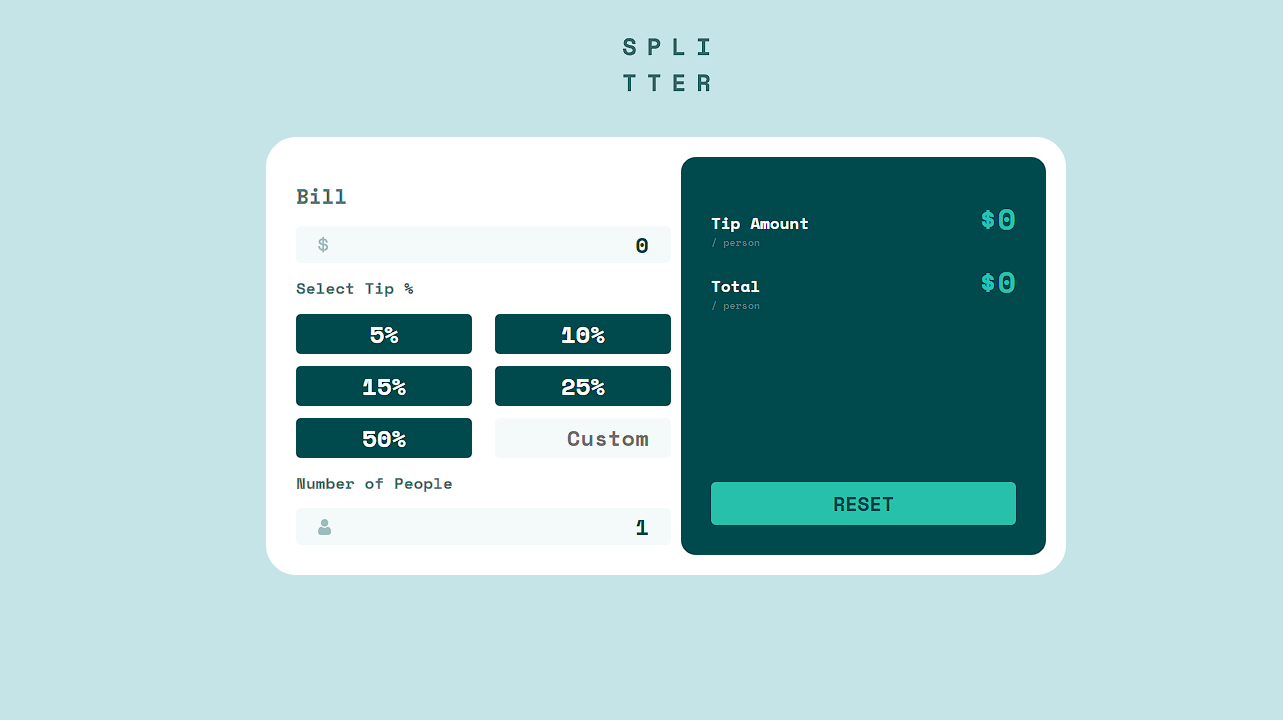 SPLI
TTER
Bill
$ 0
Select Tip %
5% 10%
15% 25%
50% Custom
Number of People
1
Tip Amount $0
/ person
Total $0
/ person
RESET